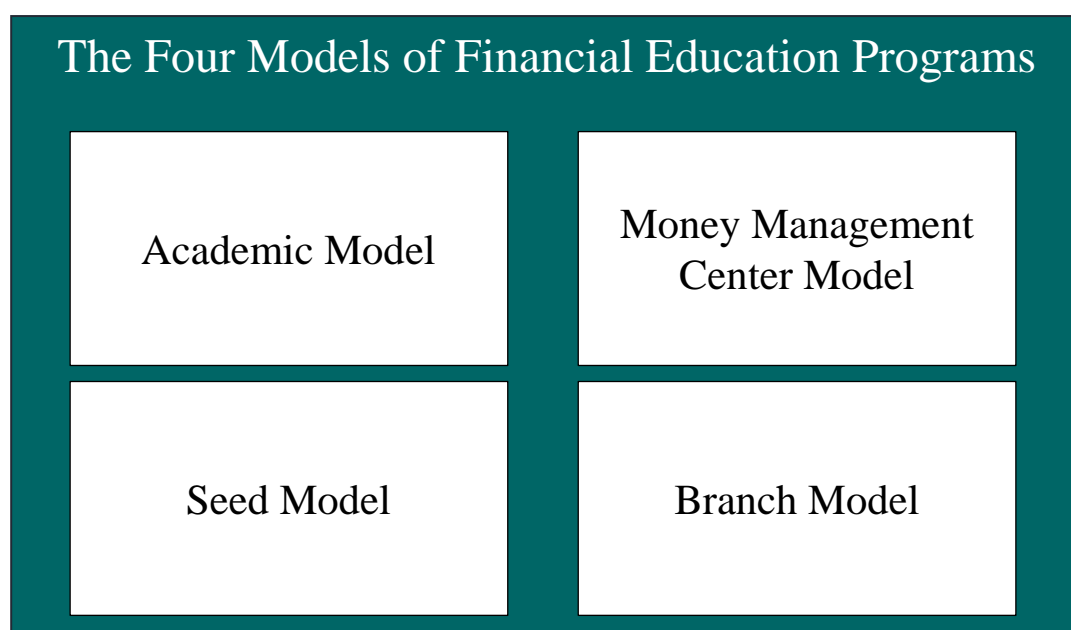 The Four Models of Financial Education Programs
Academic Model
Money Management
Center Model
Seed Model
Branch Model